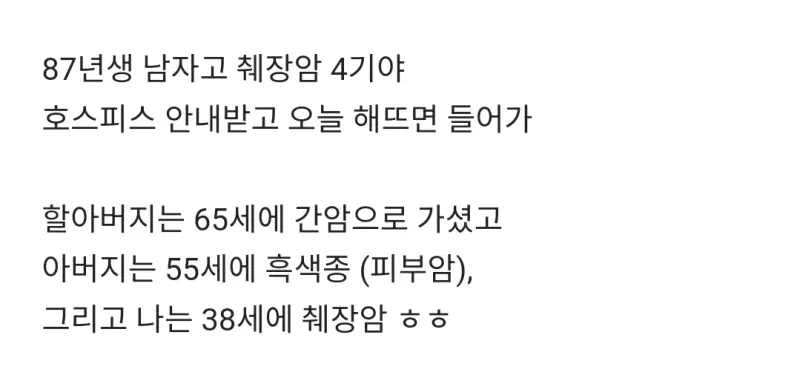 87년생 남자고 췌장암 4기야
호스피스 안내받고 오늘 해뜨면 들어가
할아버지는 65세에 간암으로 가셨고
아버지는 55세에 흑색종 (피부암),
그리고 나는 38세에 췌장암 ㅎㅎ